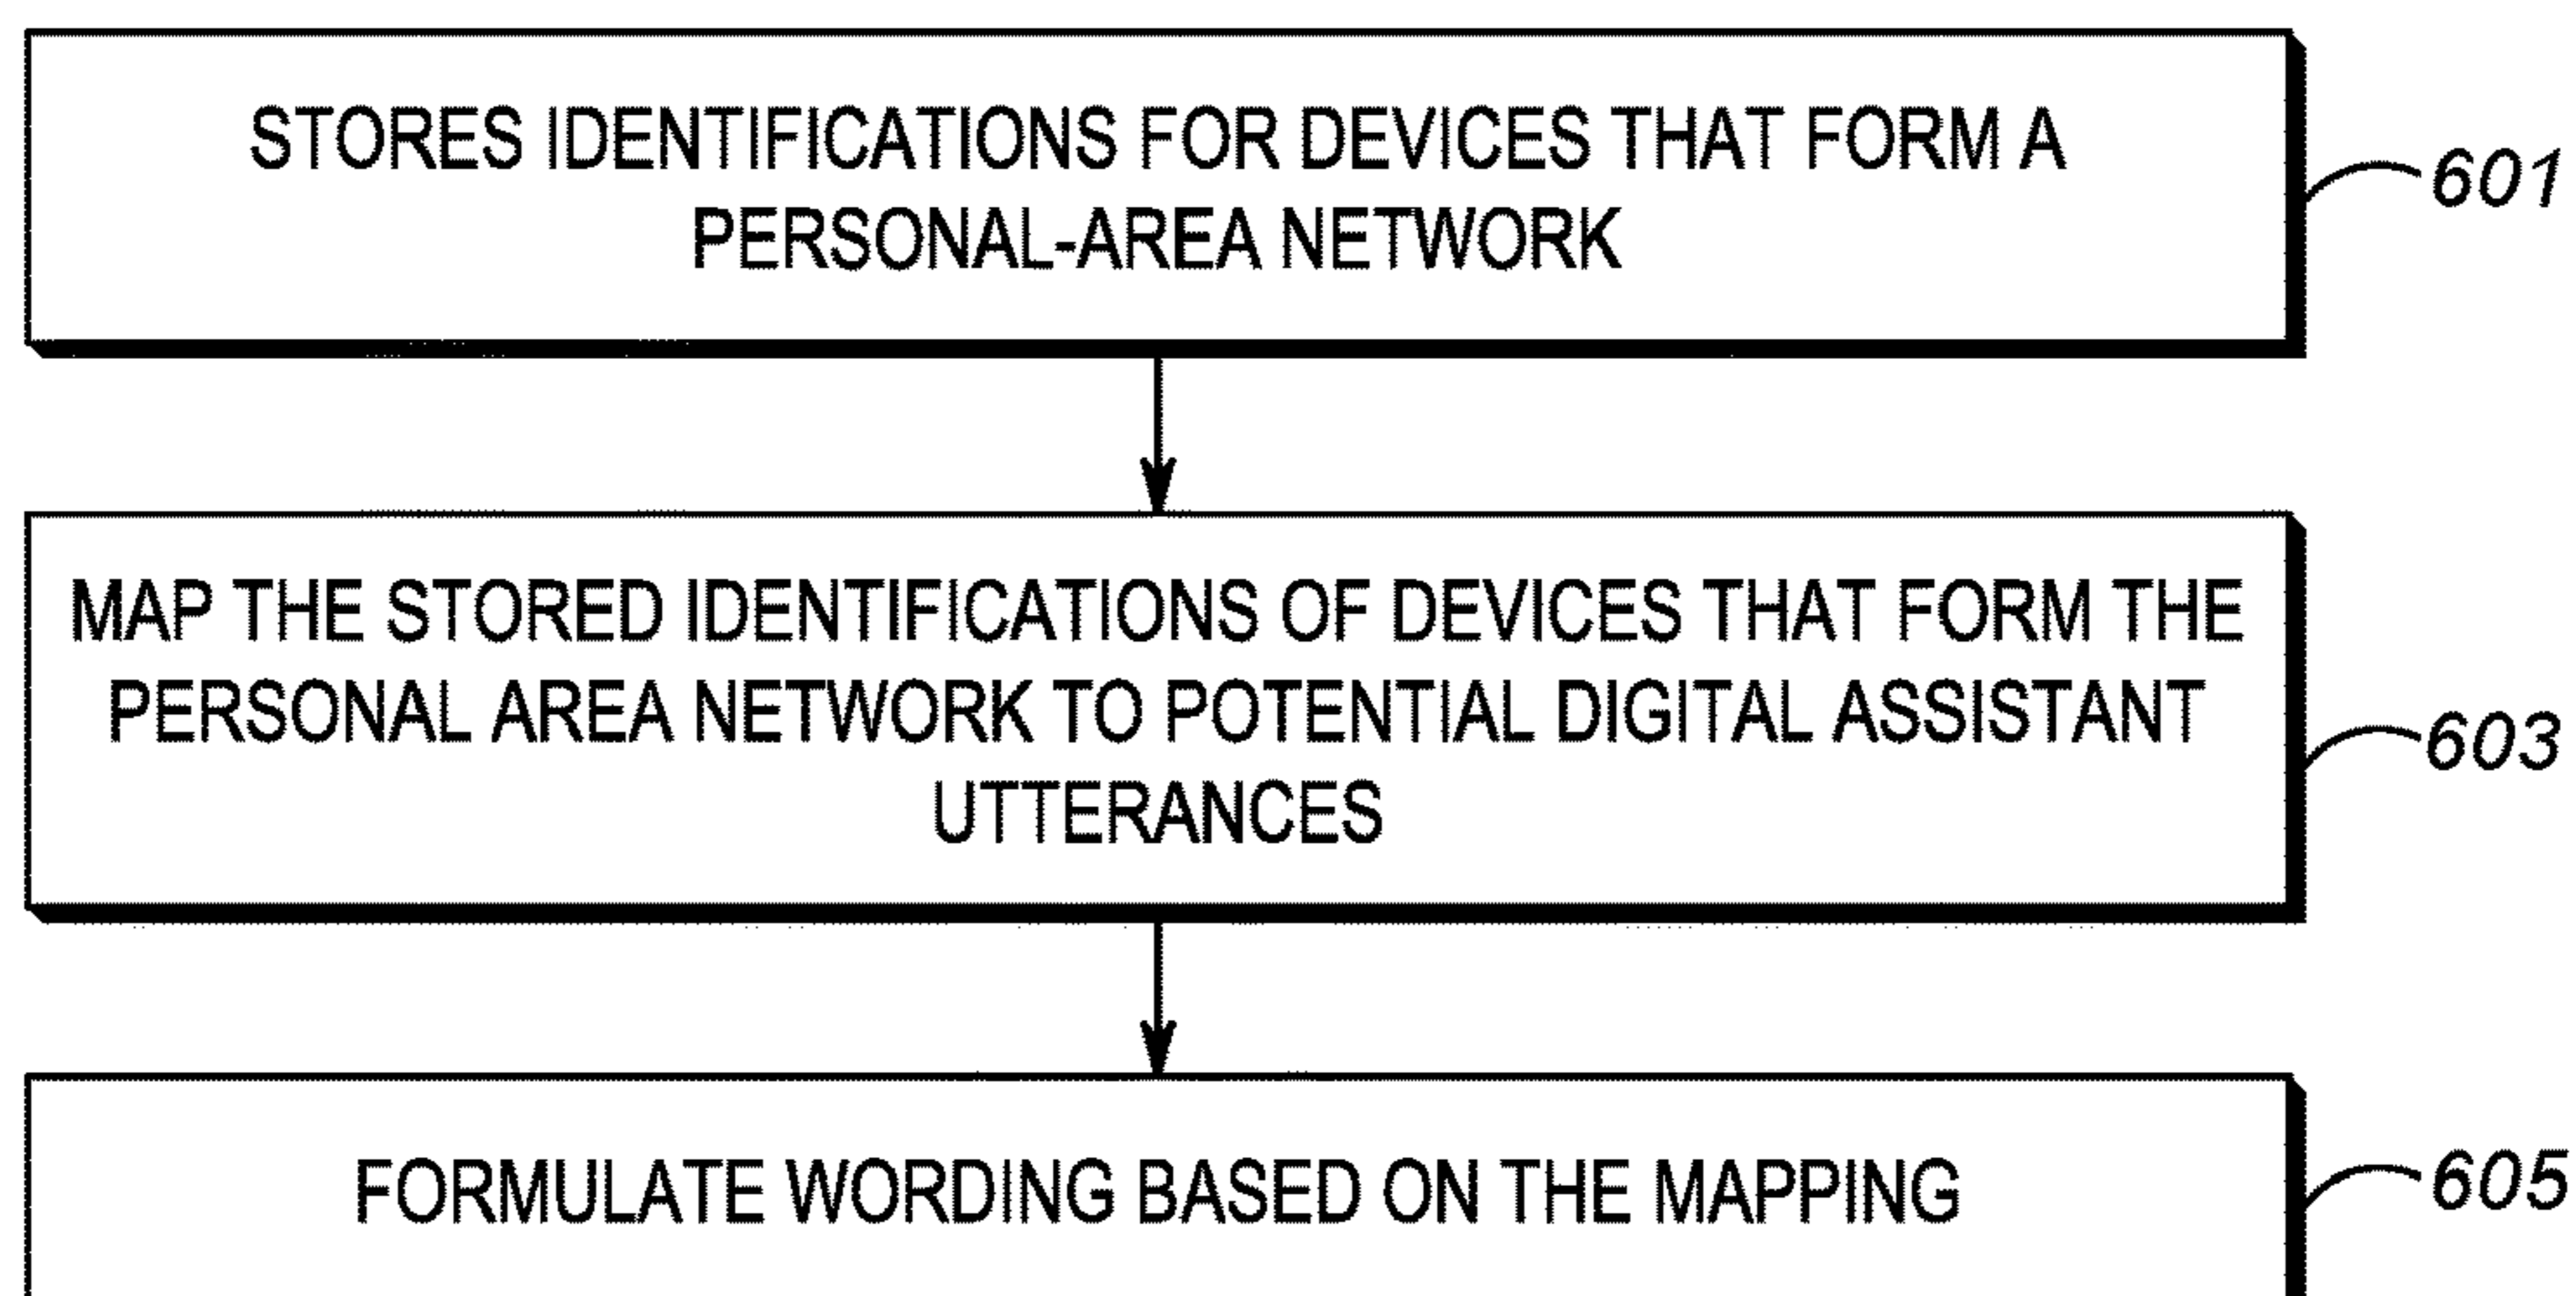 STORES IDENTIFICATIONS FOR DEVICES THAT FORM A
PERSONAL-AREA NETWORK
601
MAP THE STORED IDENTIFICATIONS OF DEVICES THAT FORM THE
PERSONAL AREA NETWORK TO POTENTIAL DIGITAL ASSISTANT
UTTERANCES
603
FORMULATE WORDING BASED ON THE MAPPING
605